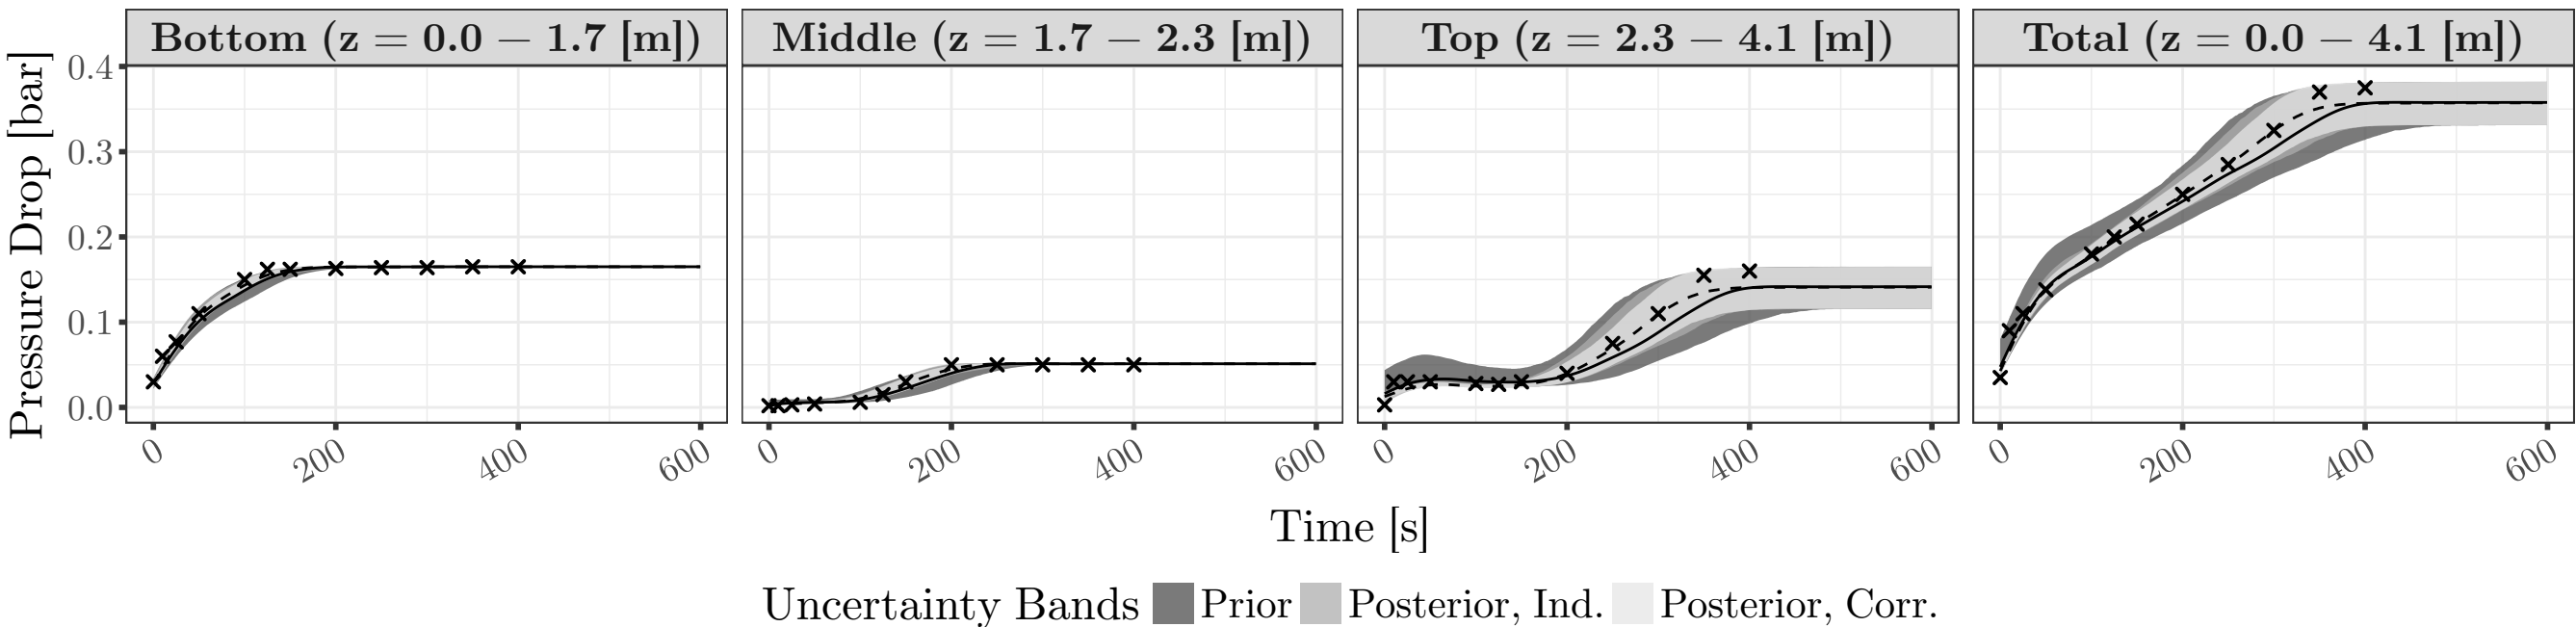 Bottom (z = 0.0 − 1.7 [m])
Middle (z = 1.7 − 2.3 [m])
Top (z = 2.3 − 4.1 [m])
Total (z = 0.0 − 4.1 [m])
Pressure Drop [bar]
0.4
0.3
0.2
0.1
0.0
0 200 400 600
0 200 400 600
0 200 400 600
0 200 400 600
Time [s]
Uncertainty Bands Prior Posterior, Ind. Posterior, Corr.